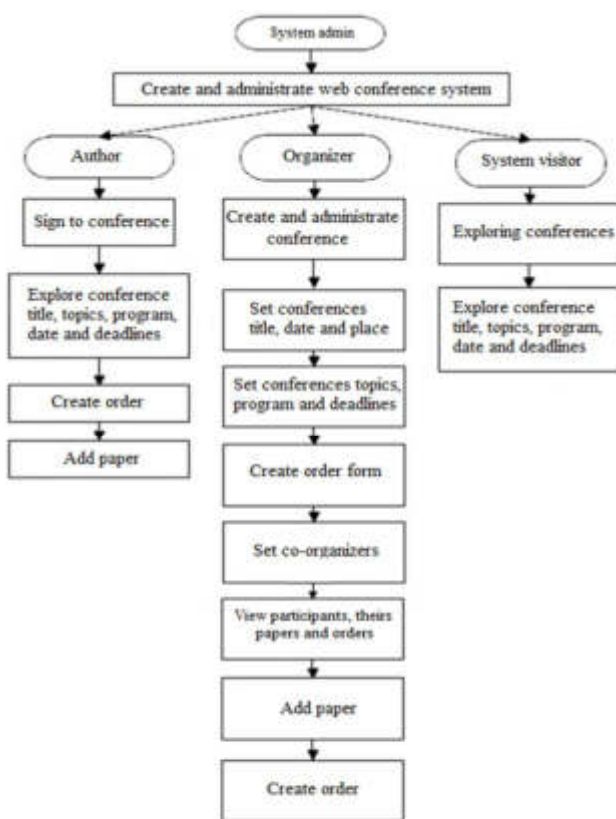 System admin
Create and administrate web conference system
Author
Sign to conference
Explore conference
title, topics, program,
date and deadlines
Create order
Add paper
Organizer
Create and administrate
conference
Set conferences
title, date and place
Set conferences topics,
program and deadlines
Create order form
Set co-organizers
View participants, theirs
papers and orders
Add paper
Create order
System visitor
Exploring conferences
Explore conference
title, topics, program,
date and deadlines